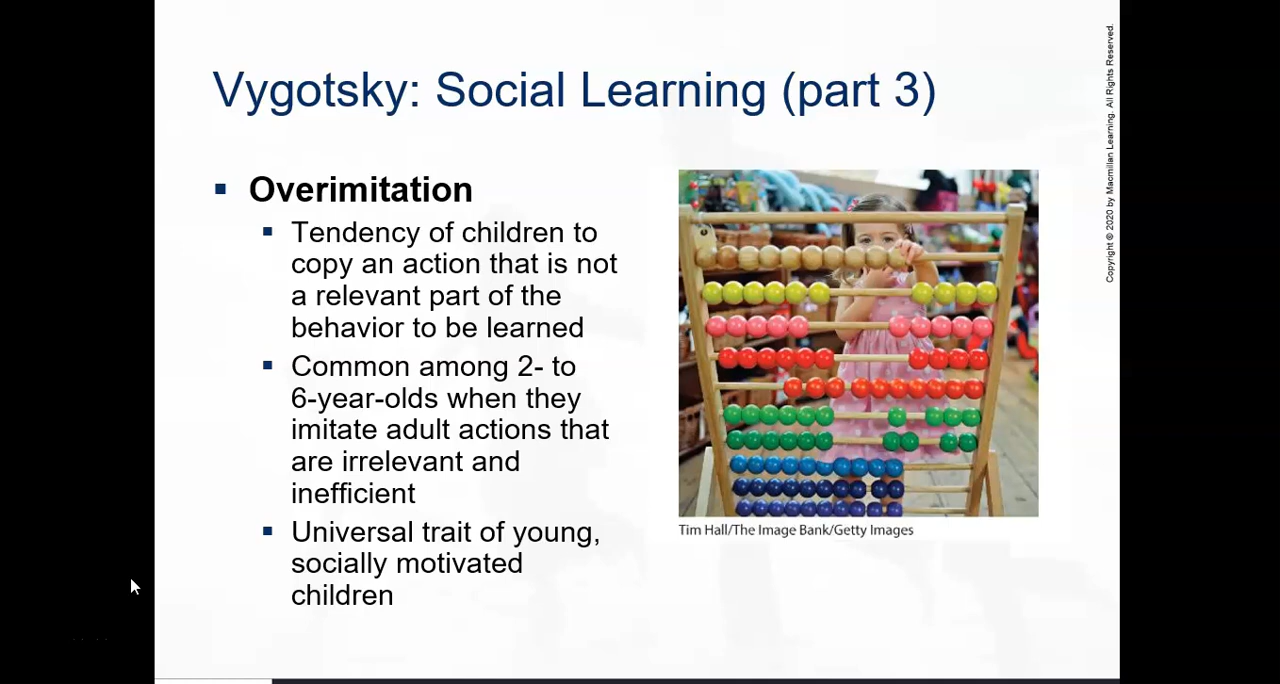 Vygotsky: Social Learning (part 3)
▪ Overimitation
▪ Tendency of children to
copy an action that is not
a relevant part of the
behavior to be learned
▪ Common among 2- to
6-year-olds when they
imitate adult actions that
are irrelevant and
inefficient
▪ Universal trait of young,
socially motivated
children
Tim Hall/The Image Bank/Getty Images
Copyright © 2020 by Macmillan Learning. All Rights Reserved.